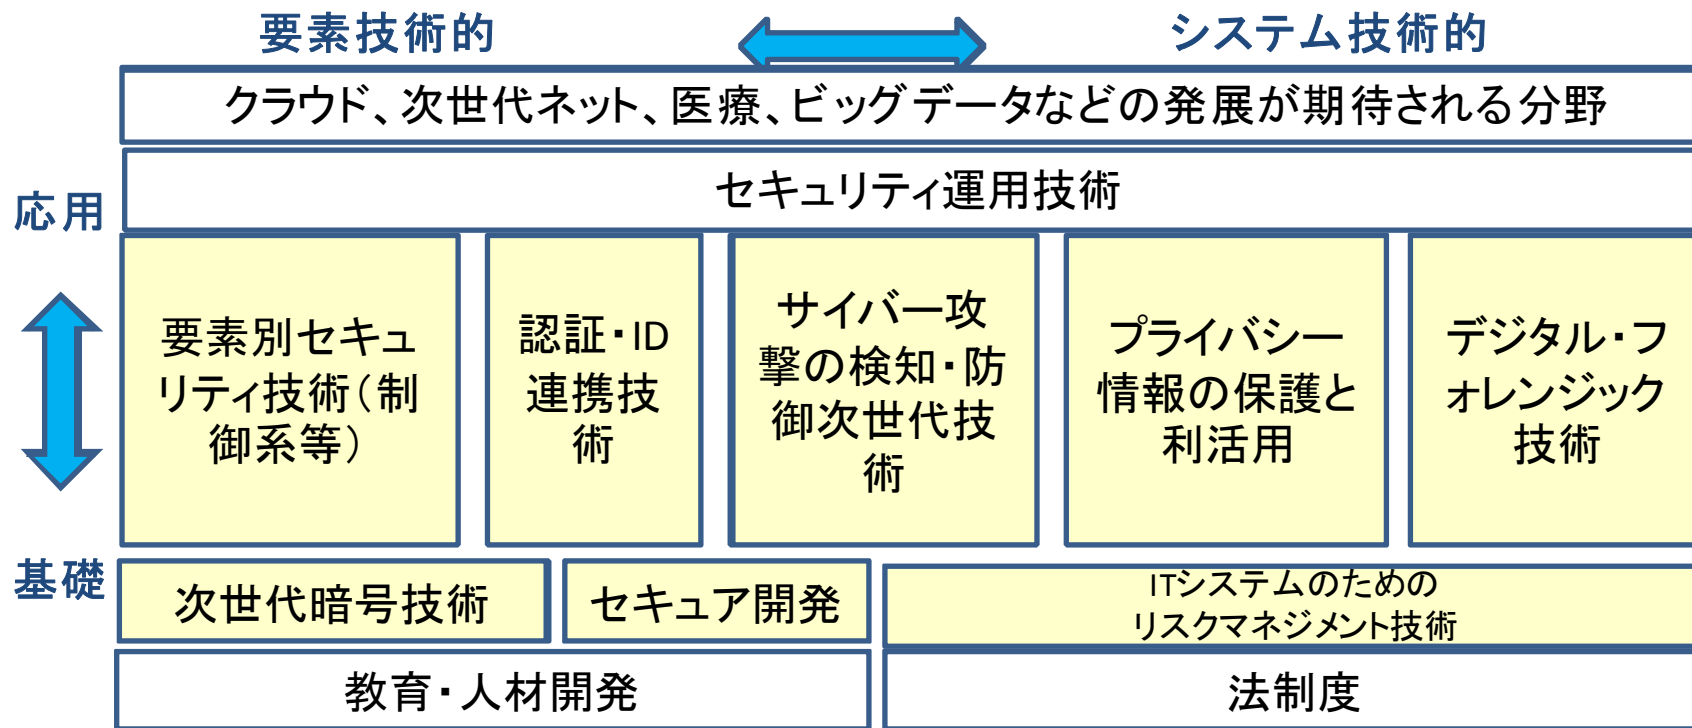 要素技術的
システム技術的
クラウド、次世代ネット、医療、ビッグデータなどの発展が期待される分野
セキュリティ運用技術
応用
要素別セキュ
リティ技術（制
御系等）
認証・ID
連携技
術
サイバー攻
撃の検知・防
御次世代技
術
プライバシー
情報の保護と
利活用
デジタル・フ
ォレンジック
技術
基礎
次世代暗号技術
セキュア開発
ITシステムのための
リスクマネジメント技術
教育・人材開発
法制度